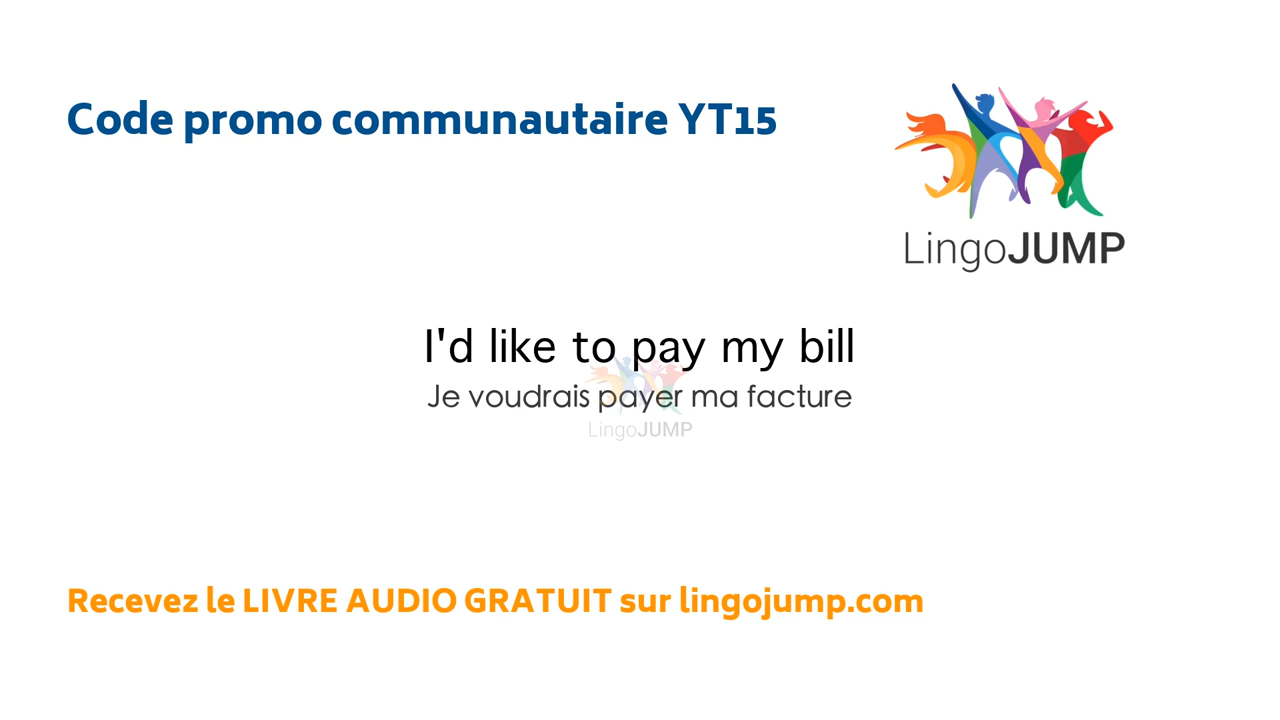 Code promo communautaire YT15
LingoJUMP
I'd like to pay my bill
Je voudrais payer ma facture
LingoJUMP
Recevez le LIVRE AUDIO GRATUIT sur lingojump.com